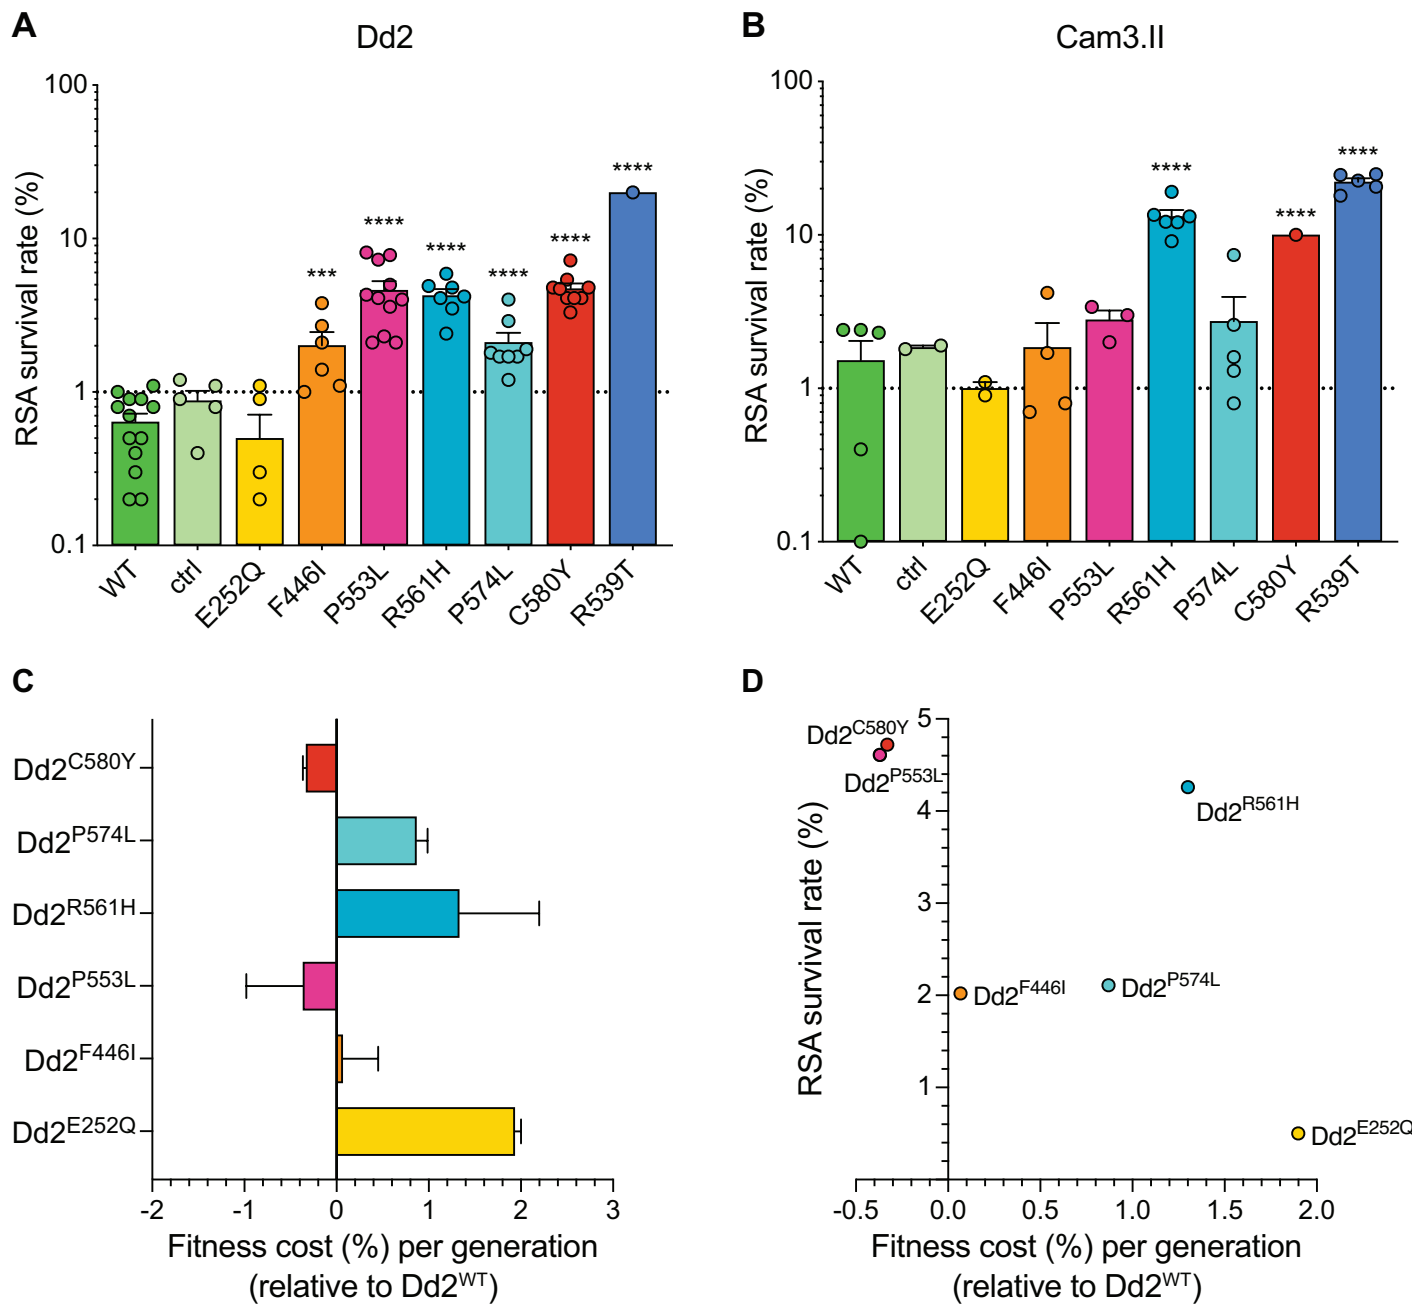 A
Dd2
RSA survival rate (%)
100
10
1
0.1
***
****
****
****
****
****
WT
ctrl
E252Q
F446I
P553L
R561H
P574L
C580Y
R539T
B
Cam3.II
RSA survival rate (%)
100
10
1
0.1
****
****
****
WT
ctrl
E252Q
F446I
P553L
R561H
P574L
C580Y
R539T
C
Dd2C580Y
Dd2P574L
Dd2R561H
Dd2P553L
Dd2F446I
Dd2E252Q
-2 -1 0 1 2 3
Fitness cost (%) per generation
(relative to Dd2WT)
D
RSA survival rate (%)
5
4
3
2
1
Dd2C580Y
Dd2P553L
Dd2R561H
Dd2F446I
Dd2P574L
Dd2E252Q
-0.5 0.0 0.5 1.0 1.5 2.0
Fitness cost (%) per generation
(relative to Dd2WT)